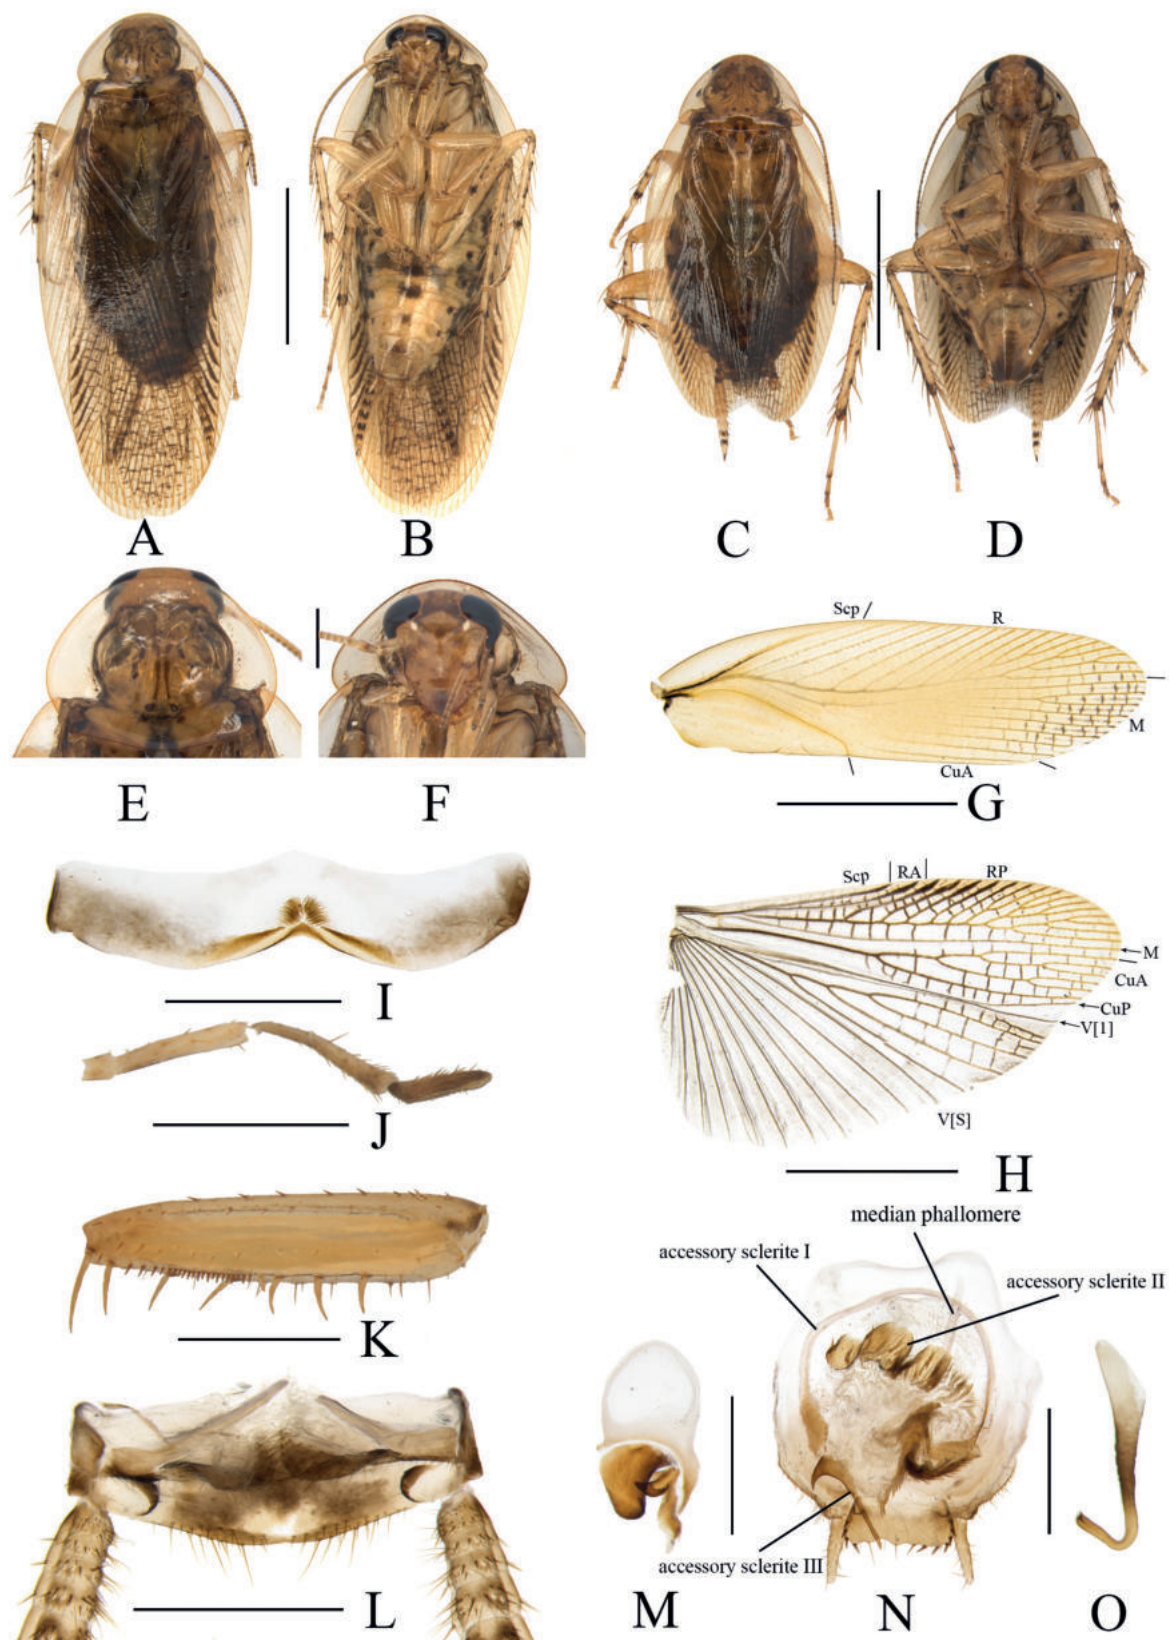 A
B
C
D
E
F
Scp
R
M
CuA
G
Scp
RA
RP
M
CuA
CuP
V[1]
V[S]
H
I
J
K
L
median phallomere
accessory sclerite I
accessory sclerite II
accessory sclerite III
M
N
O